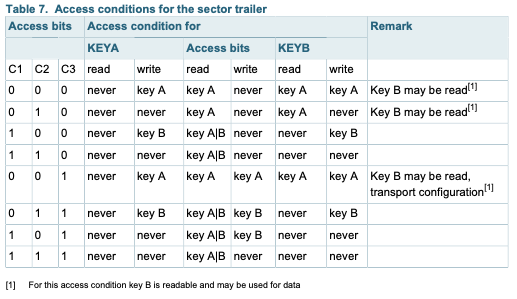 Table 7. Access conditions for the sector trailer
Access bits Access condition for Remark
KEYA Access bits KEYB
C1 C2 C3 read write read write read write
0 0 0 never key A key A never key A key A Key B may be read[1]
0 1 0 never never key A never key A never Key B may be read[1]
1 0 0 never key B key A|B never never key B
1 1 0 never never key A|B never never never
0 0 1 never key A key A key A key A key A Key B may be read,
transport configuration[1]
0 1 1 never key B key A|B key B never key B
1 0 1 never never key A|B key B never never
1 1 1 never never key A|B never never never
[1] For this access condition key B is readable and may be used for data